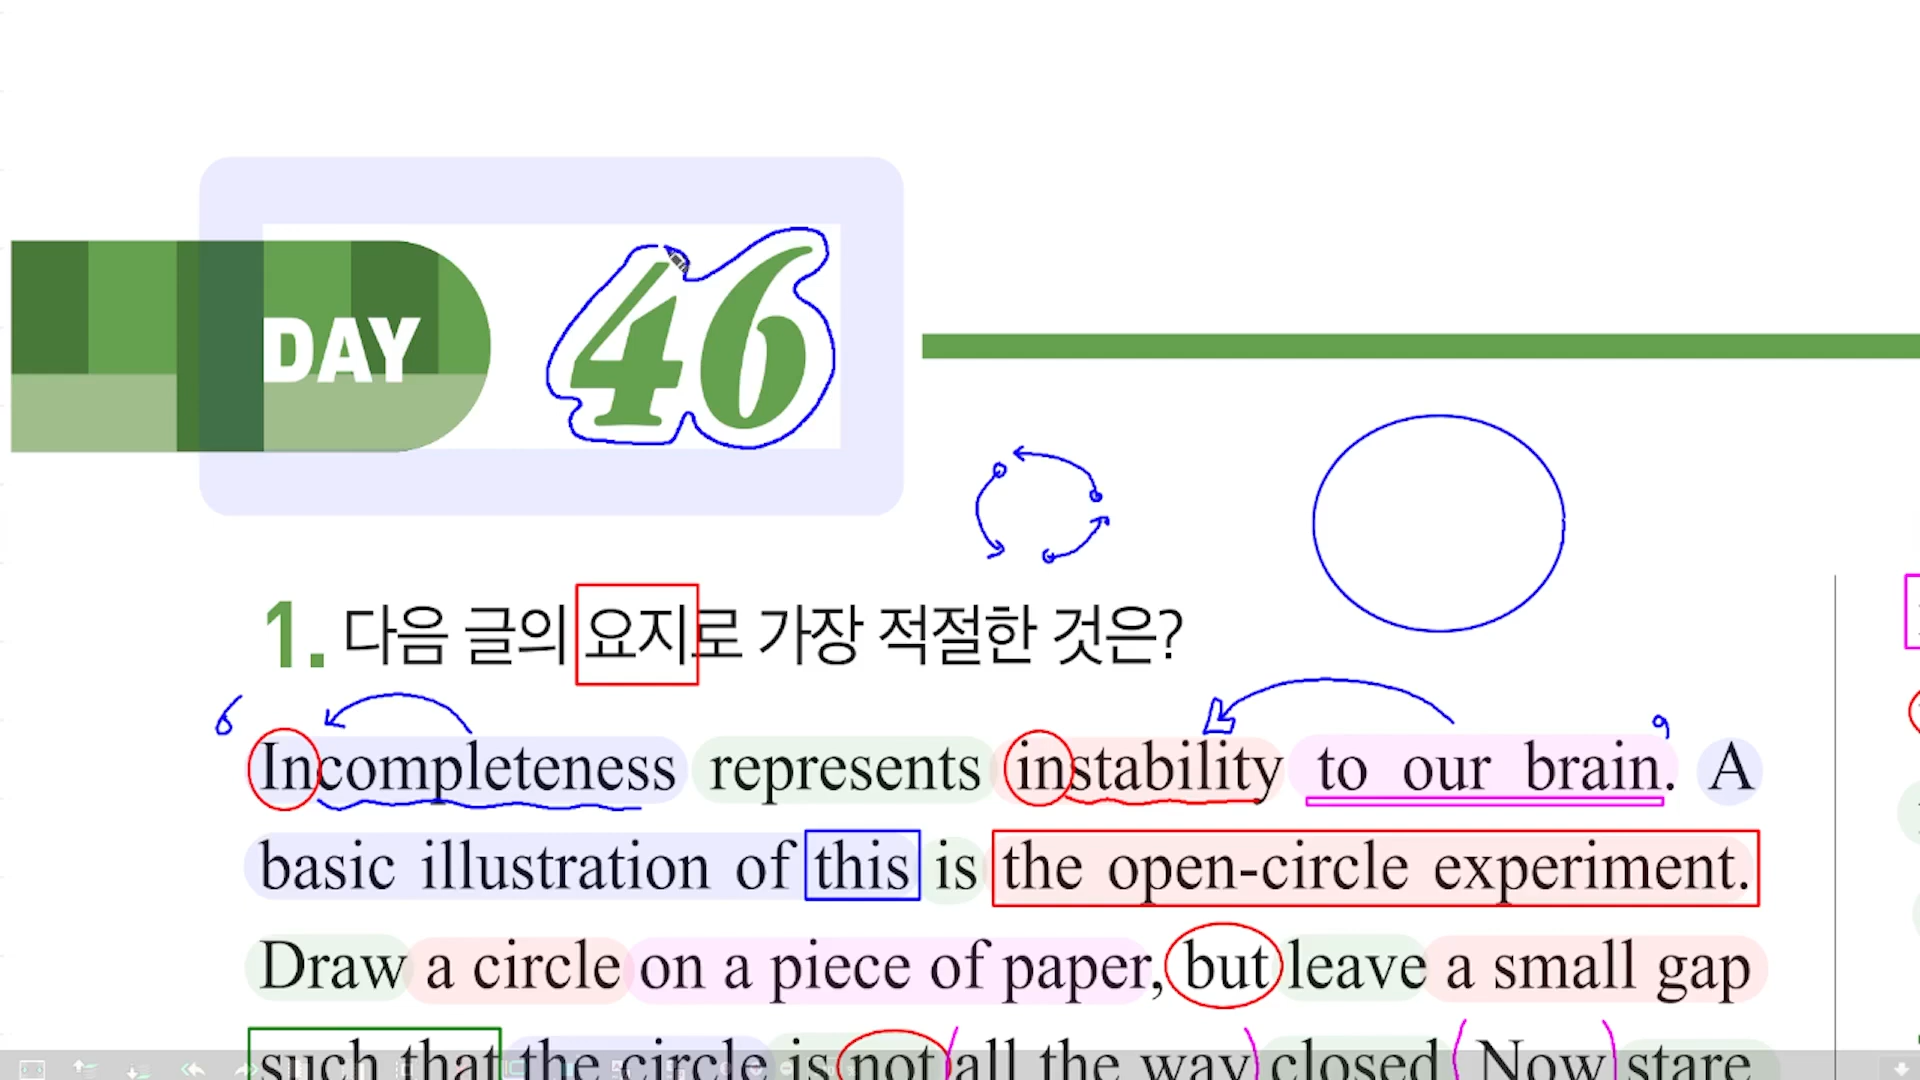 DAY 46
1. 다음 글의 요지로 가장 적절한 것은?
Incompleteness represents instability to our brain. A
basic illustration of this is the open-circle experiment.
Draw a circle on a piece of paper, but leave a small gap
such that the circle is not all the way closed. Now stare